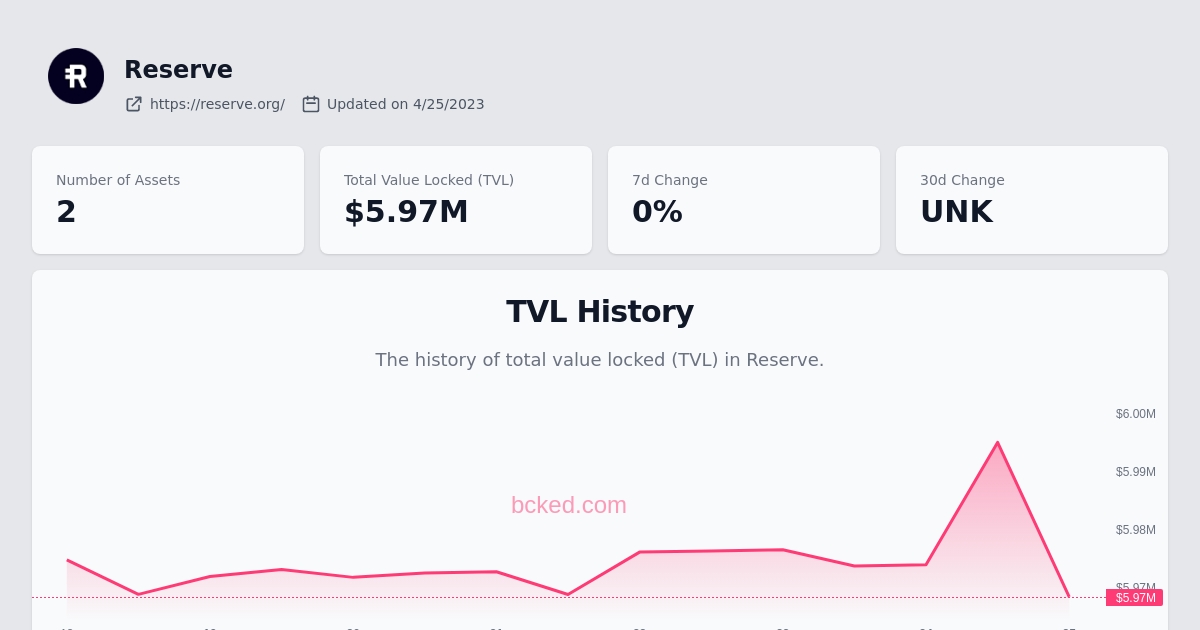 Reserve
https://reserve.org/ Updated on 4/25/2023
Number of Assets
2
Total Value Locked (TVL)
$5.97M
7d Change
0%
30d Change
UNK
TVL History
The history of total value locked (TVL) in Reserve.
$6.00M
$5.99M
bcked.com
$5.98M
$5.97M
$5.97M